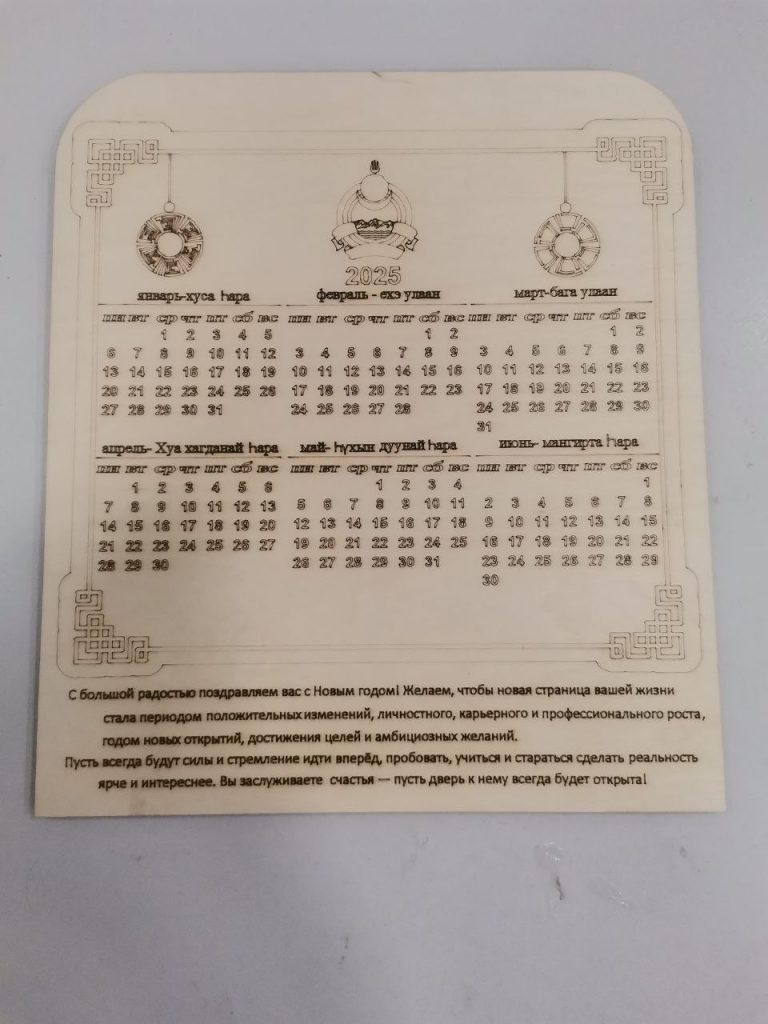 2025
январь-хуса һара
февраль - ехэ улаан
март-бага улаан
пн вт ср чт пт сб вс пн вт ср чт пт сб вс пн вт ср чт пт сб вс
1 2 3 4 5 1 2 1 2
6 7 8 9 10 11 12 3 4 5 6 7 8 9 3 4 5 6 7 8 9
13 14 15 16 17 18 19 10 11 12 13 14 15 16 10 11 12 13 14 15 16
20 21 22 23 24 25 26 17 18 19 20 21 22 23 17 18 19 20 21 22 23
27 28 29 30 31 24 25 26 27 28 24 25 26 27 28 29 30
31
апрель- Хуа хагданай һара
май- һүхын дуунай һара
июнь- мангирта һара
пн вт ср чт пт сб вс пн вт ср чт пт сб вс пн вт ср чт пт сб вс
1 2 3 4 5 6 1 2 3 4 1
7 8 9 10 11 12 13 5 6 7 8 9 10 11 2 3 4 5 6 7 8
14 15 16 17 18 19 20 12 13 14 15 16 17 18 9 10 11 12 13 14 15
21 22 23 24 25 26 27 19 20 21 22 23 24 25 16 17 18 19 20 21 22
28 29 30 26 27 28 29 30 31 23 24 25 26 27 28 29
30
С большой радостью поздравляем вас с Новым годом! Желаем, чтобы новая страница вашей жизни
стала периодом положительных изменений, личностного, карьерного и профессионального роста,
годом новых открытий, достижения целей и амбициозных желаний.
Пусть всегда будут силы и стремление идти вперёд, пробовать, учиться и стараться сделать реальность
ярче и интереснее. Вы заслуживаете счастья — пусть дверь к нему всегда будет открыта!